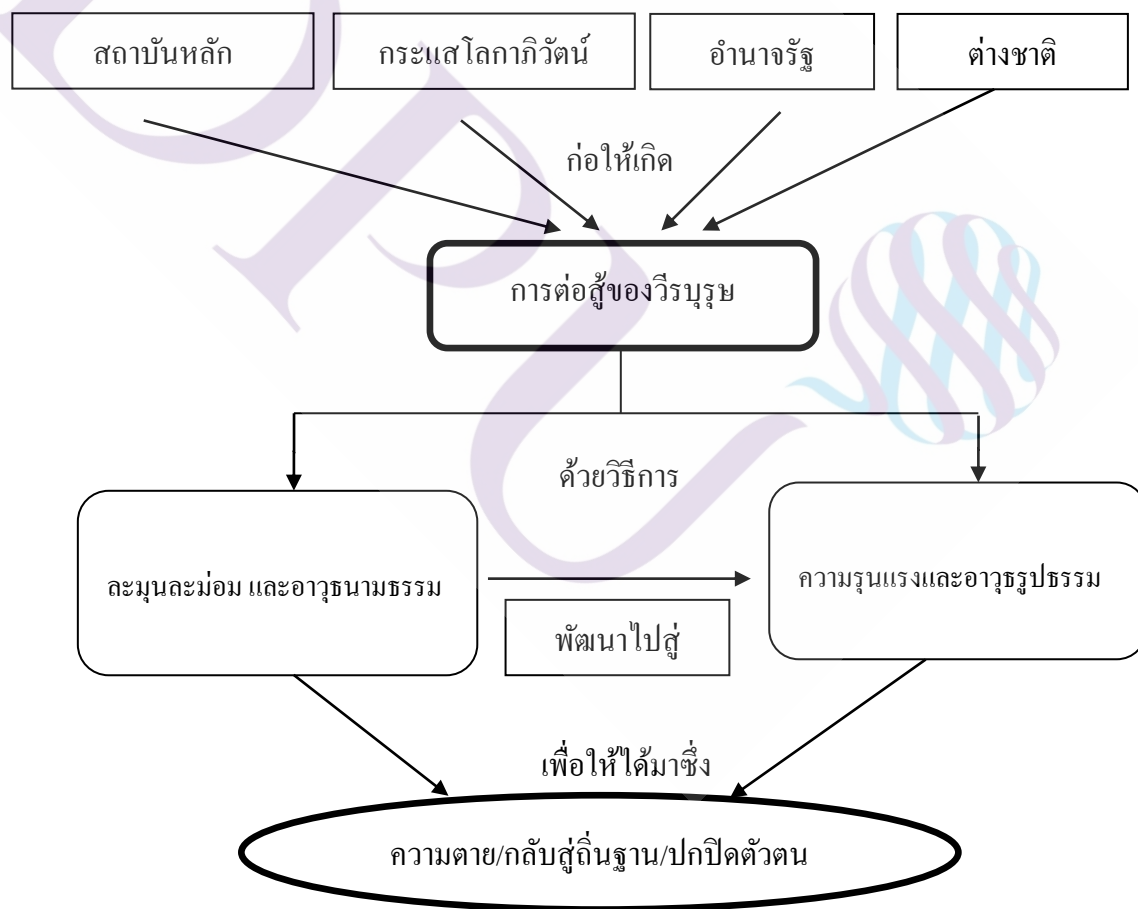 สถาบันหลัก
กระแสโลกาภิวัตน์
อำนาจรัฐ
ต่างชาติ
ก่อให้เกิด
การต่อสู้ของวีรบุรุษ
ด้วยวิธีการ
ละมุนละม่อม และอาวุธนามธรรม
ความรุนแรงและอาวุธรูปธรรม
พัฒนาไปสู่
เพื่อให้ได้มาซึ่ง
ความตาย/กลับสู่ถิ่นฐาน/ปกปิดตัวตน
DPU